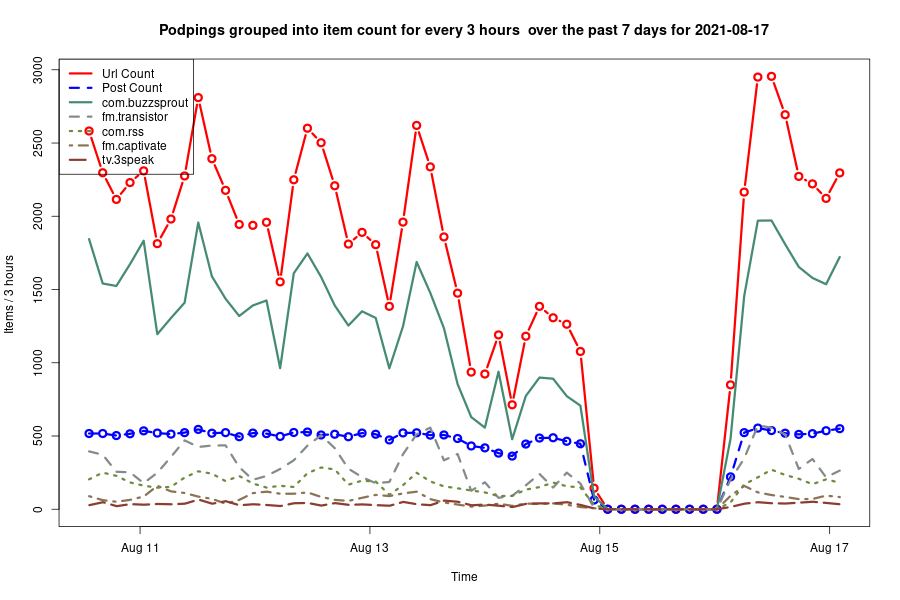 Podpings grouped into item count for every 3 hours  over the past 7 days for 2021-08-17
Url Count
Post Count
com.buzzsprout
fm.transistor
com.rss
fm.captivate
tv.3speak
3000
2500
2000
1500
1000
500
0
Items / 3 hours
Aug 11
Aug 13
Aug 15
Aug 17
Time